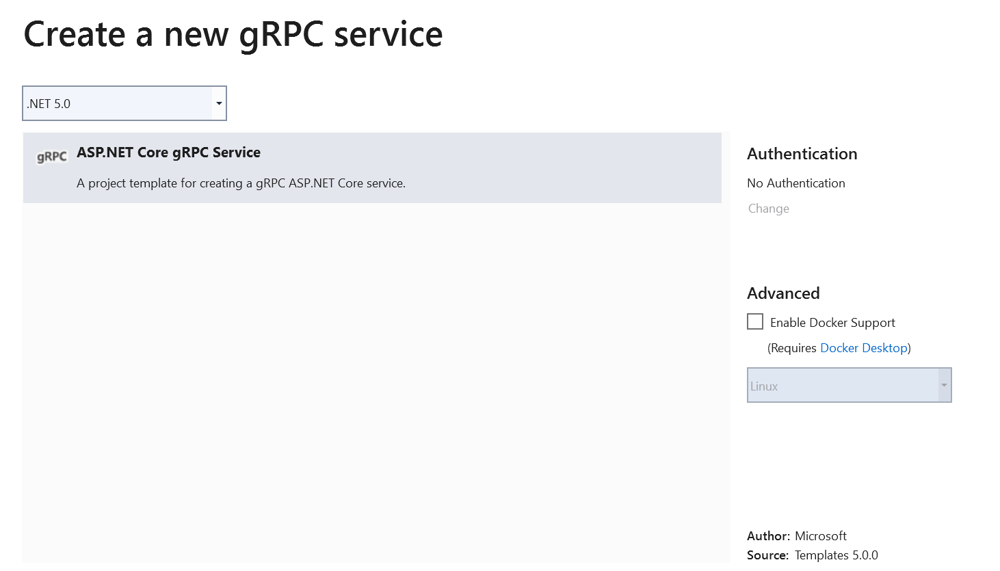 Create a new gRPC service
.NET 5.0
gRPC
ASP.NET Core gRPC Service
A project template for creating a gRPC ASP.NET Core service.
Authentication
No Authentication
Change
Advanced
Enable Docker Support
(Requires Docker Desktop)
Linux
Author: Microsoft
Source: Templates 5.0.0